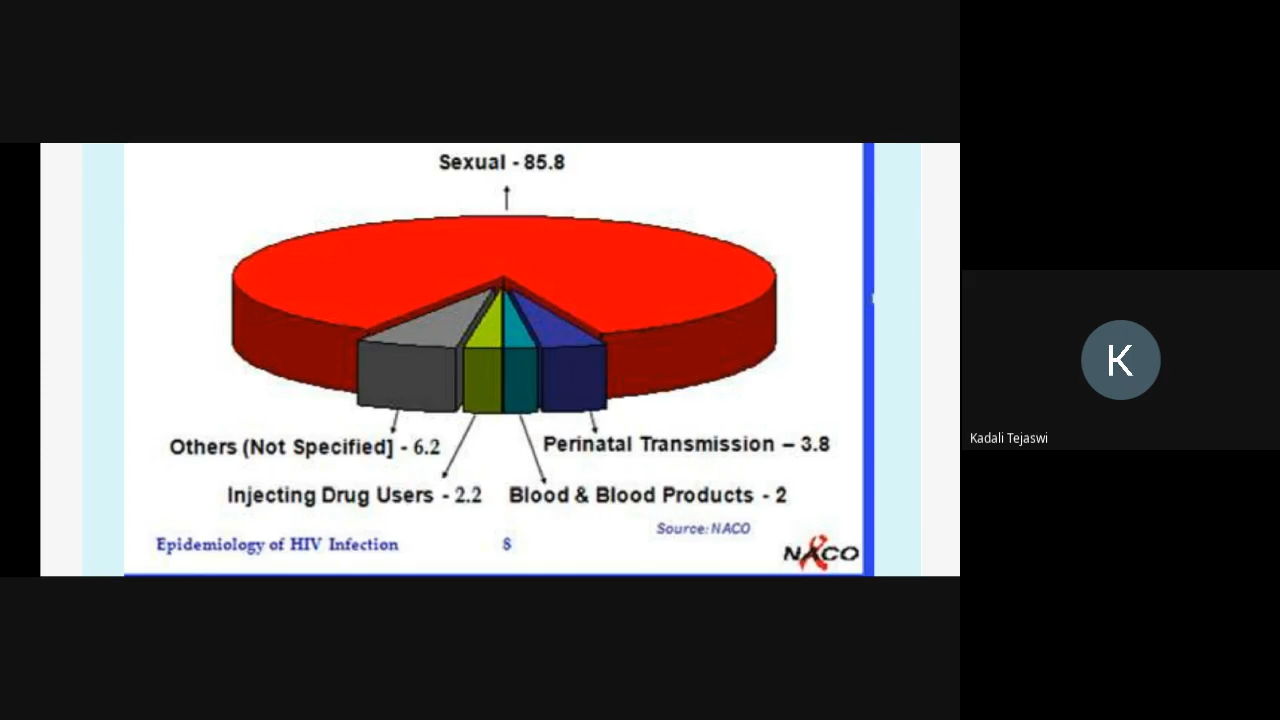 Sexual - 85.8
Others (Not Specified] - 6.2
Perinatal Transmission – 3.8
Injecting Drug Users - 2.2
Blood & Blood Products - 2
Source: NACO
Epidemiology of HIV Infection
8
NACO
K
Kadali Tejaswi